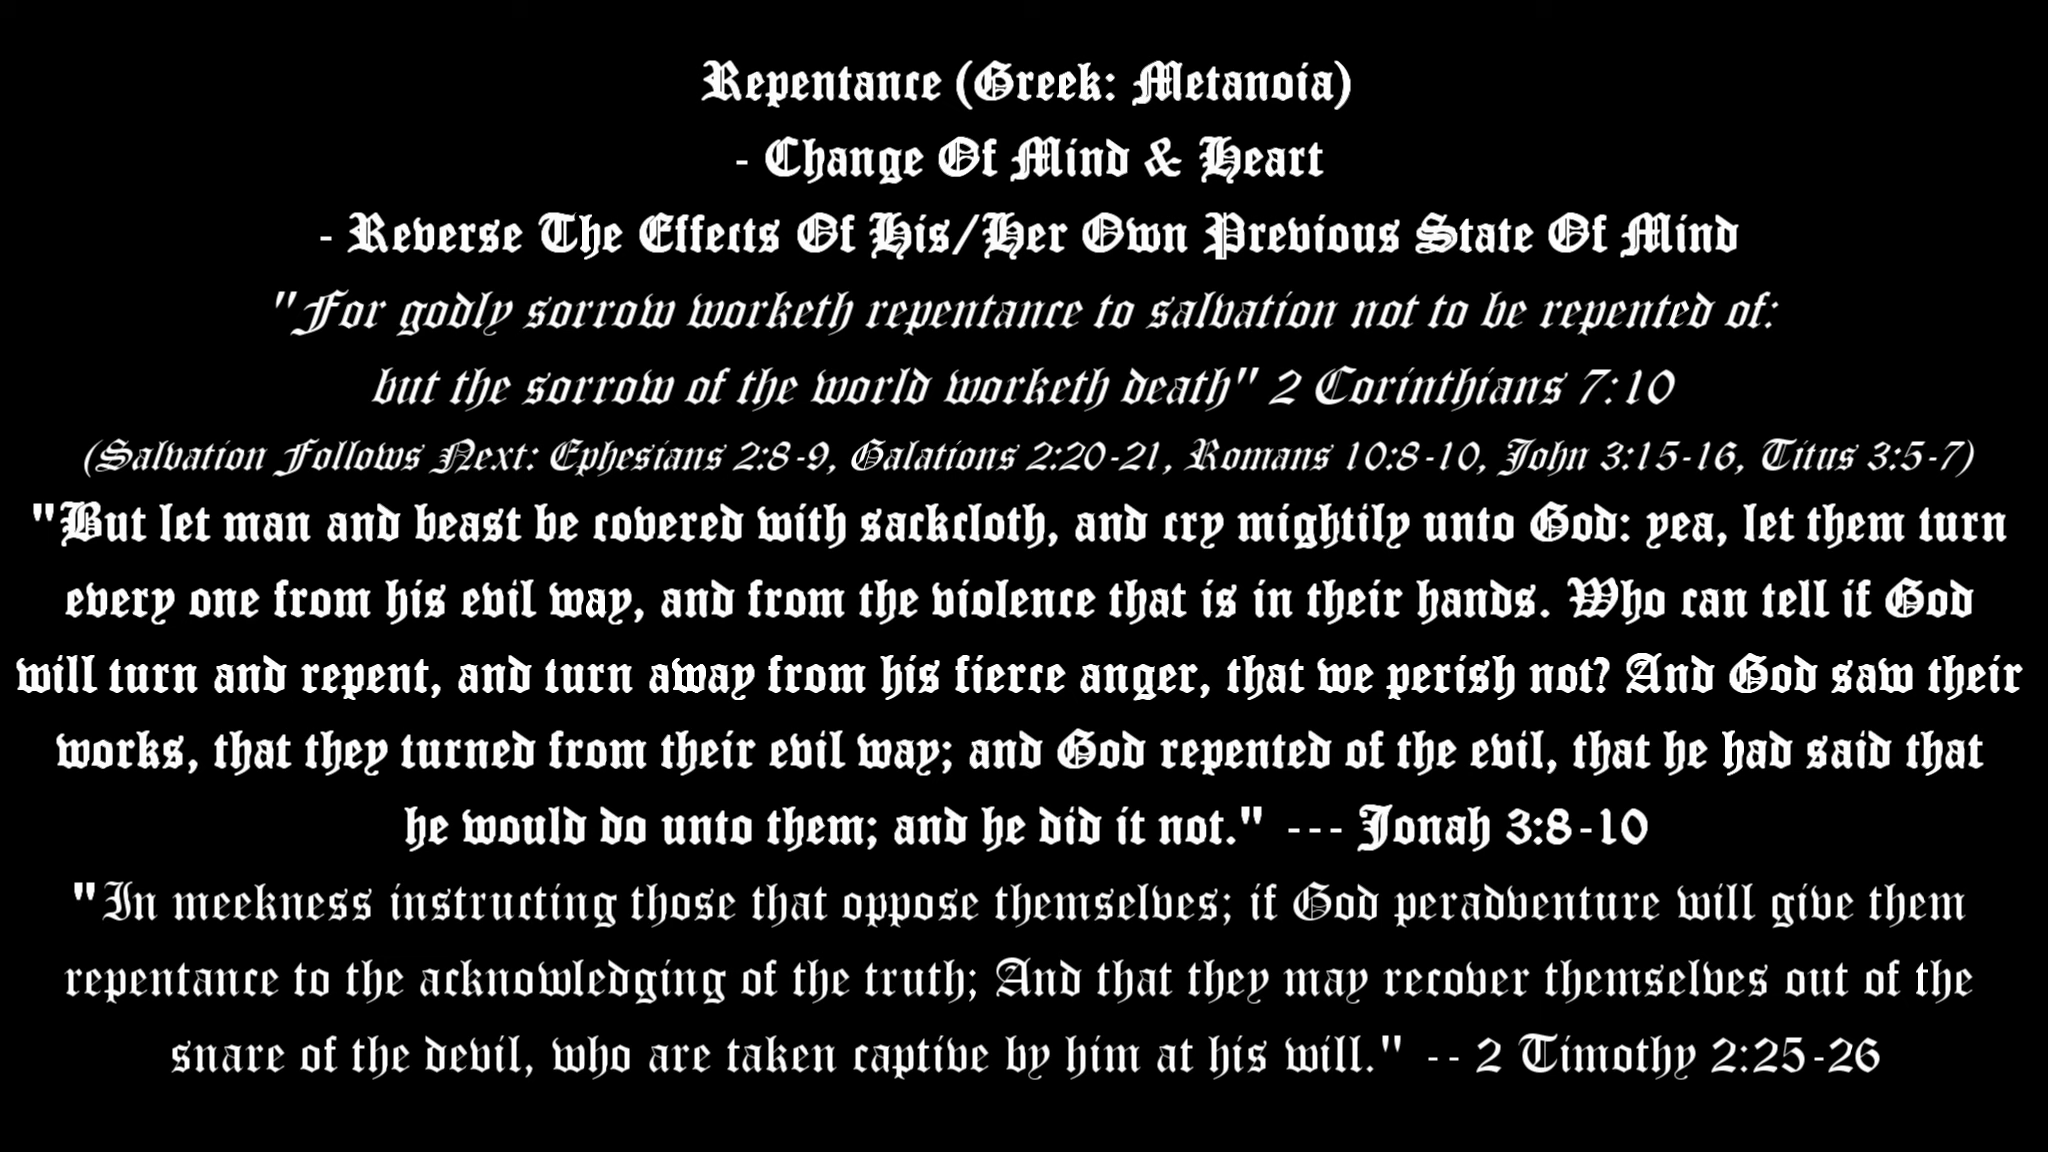 Repentance (Greek: Metanoia)
- Change Of Mind & Heart
- Reverse The Effects Of His/Her Own Previous State Of Mind
"For godly sorrow worketh repentance to salvation not to be repented of:
but the sorrow of the world worketh death" 2 Corinthians 7:10
(Salvation Follows Next: Ephesians 2:8-9, Galations 2:20-21, Romans 10:8-10, John 3:15-16, Titus 3:5-7)
"But let man and beast be covered with sackcloth, and cry mightily unto God: yea, let them turn
every one from his evil way, and from the violence that is in their hands. Who can tell if God
will turn and repent, and turn away from his fierce anger, that we perish not? And God saw their
works, that they turned from their evil way; and God repented of the evil, that he had said that
he would do unto them; and he did it not." --- Jonah 3:8-10
"In meekness instructing those that oppose themselves; if God peradventure will give them
repentance to the acknowledging of the truth; And that they may recover themselves out of the
snare of the devil, who are taken captive by him at his will." -- 2 Timothy 2:25-26